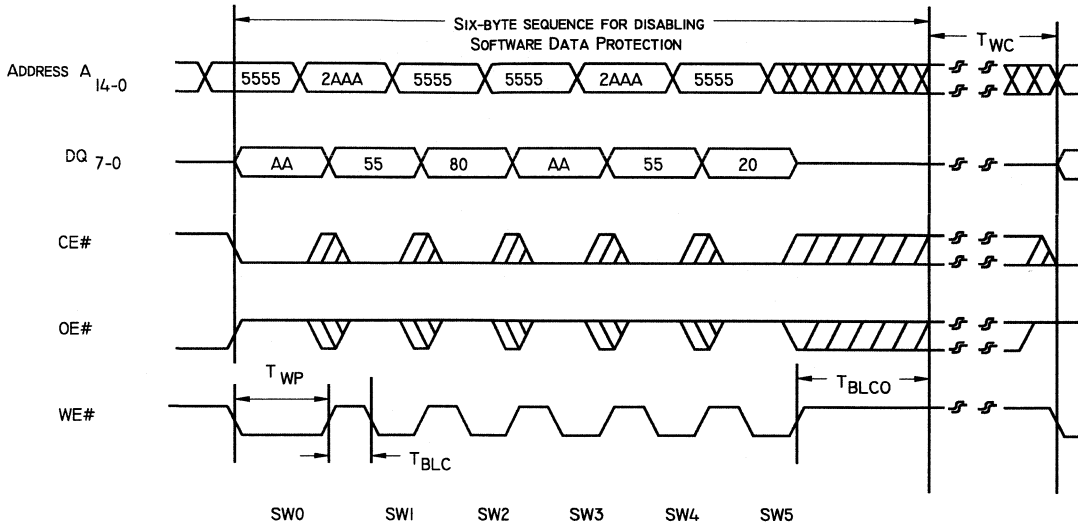 SIX-BYTE SEQUENCE FOR DISABLING
SOFTWARE DATA PROTECTION
TWC
ADDRESS A14-0
5555 2AAA 5555 5555 2AAA 5555
DQ 7-0
AA 55 80 AA 55 20
CE#
OE#
TWP
TBLCO
WE#
TBLC
SW0 SW1 SW2 SW3 SW4 SW5